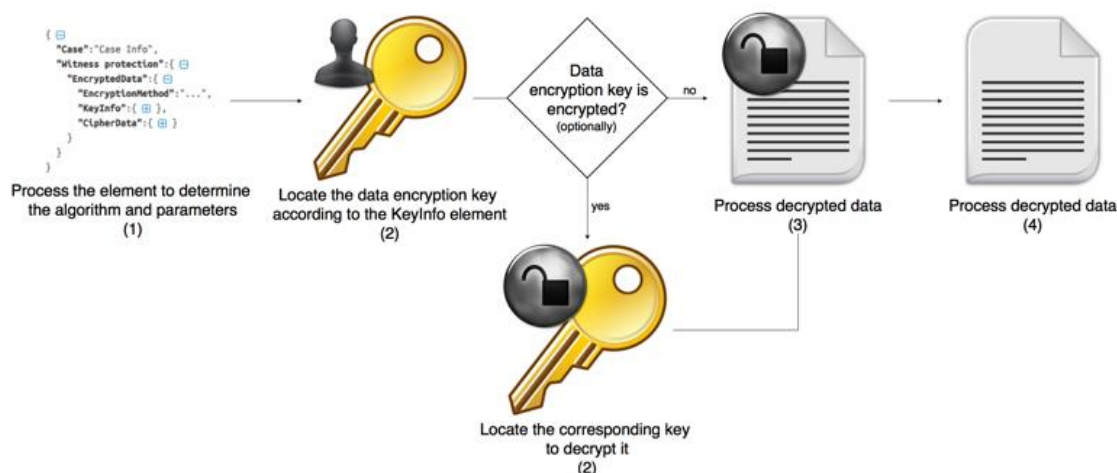 {
"Case":"Case Info",
"Witness protection":{
"EncryptedData":{
"EncryptionMethod":"...",
"KeyInfo":{ },
"CipherData":{ }
}
}
}
Process the element to determine
the algorithm and parameters
(1)
Locate the data encryption key
according to the KeyInfo element
(2)
Data
encryption key is
encrypted?
(optionally)
no
yes
Process decrypted data
(3)
Process decrypted data
(4)
Locate the corresponding key
to decrypt it
(2)